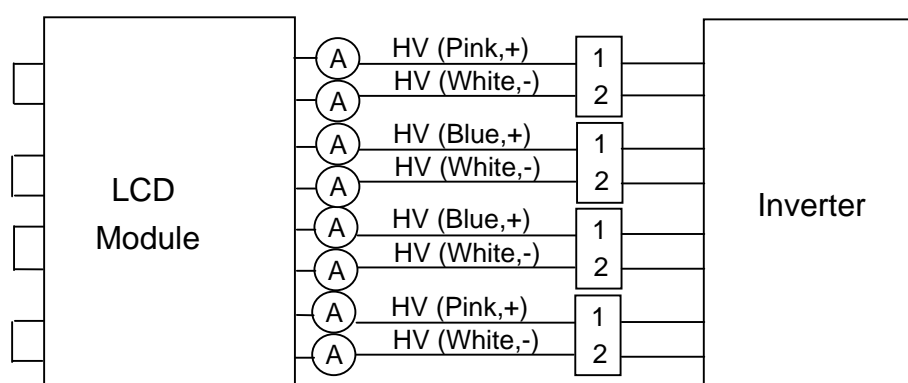 LCD
Module
A
HV (Pink,+)
1
A
HV (White,-)
2
A
HV (Blue,+)
1
A
HV (White,-)
2
A
HV (Blue,+)
1
A
HV (White,-)
2
A
HV (Pink,+)
1
A
HV (White,-)
2
Inverter